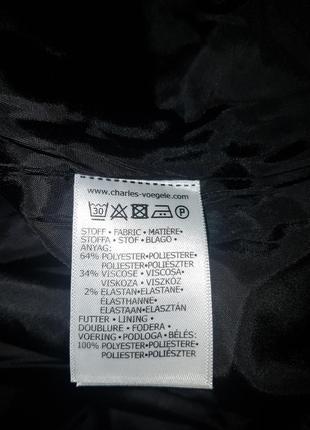 www.charles-voegele.com
30 P
STOFF • FABRIC • MATIÈRE•
STOFFA • STOF • BLAGO •
ANYAG:
64% POLYESTER•POLIESTERE•
POLIESTER•POLIÉSZTER
34% VISCOSE • VISCOSA•
VISKOZA • VISZKÓZ
2% ELASTAN•ELASTANE•
ÉLASTHANNE•
ELASTAAN•ELASZTÁN
FUTTER • LINING •
DOUBLURE • FODERA •
VOERING • PODLOGA • BÉLÉS:
100% POLYESTER•POLIESTERE•
POLIESTER•POLIÉSZTER